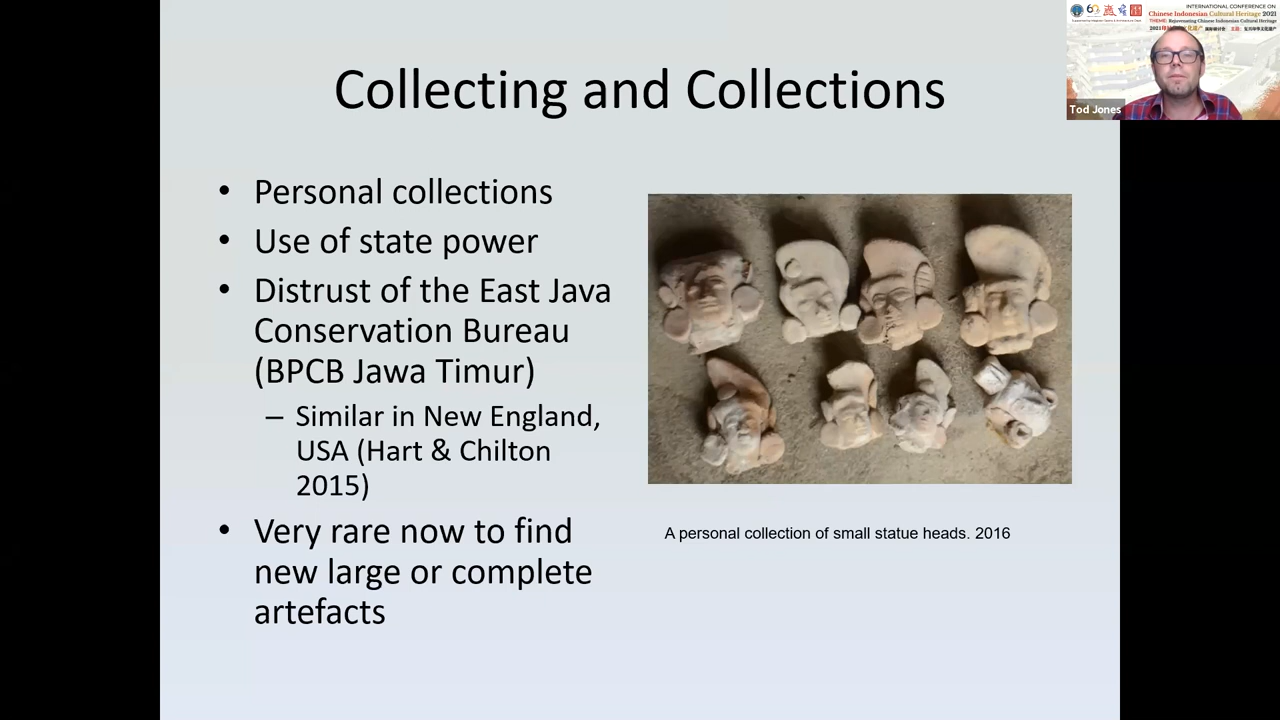 Collecting and Collections
• Personal collections
• Use of state power
• Distrust of the East Java
Conservation Bureau
(BPCB Jawa Timur)
– Similar in New England,
USA (Hart & Chilton
2015)
• Very rare now to find
new large or complete
artefacts
A personal collection of small statue heads. 2016
INTERNATIONAL CONFERENCE ON
Chinese Indonesian Cultural Heritage 2021
THEME: Rejuvenating Chinese Indonesian Cultural Heritage
Tod Jones